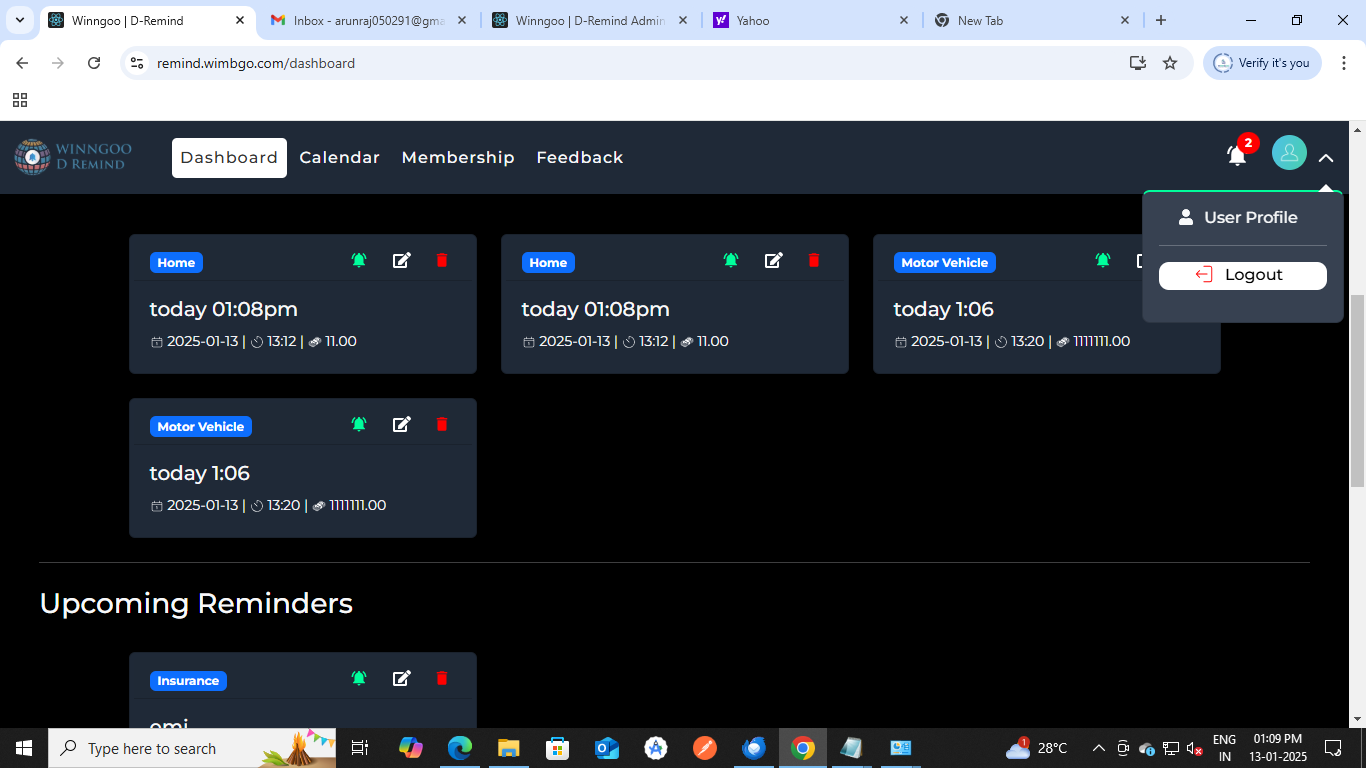 Winngoo | D-Remind
Inbox - arunraj050291@gma
Winngoo | D-Remind Admin
Yahoo
New Tab
remind.wimbgo.com/dashboard
Verify it's you
WINNGOO
D REMIND
Dashboard
Calendar
Membership
Feedback
2
User Profile
Logout
Home
today 01:08pm
2025-01-13 | 13:12 | 11.00
Home
today 01:08pm
2025-01-13 | 13:12 | 11.00
Motor Vehicle
today 1:06
2025-01-13 | 13:20 | 1111111.00
Motor Vehicle
today 1:06
2025-01-13 | 13:20 | 1111111.00
Upcoming Reminders
Insurance
emi
Type here to search
1
28°C
ENG
IN
01:09 PM
13-01-2025